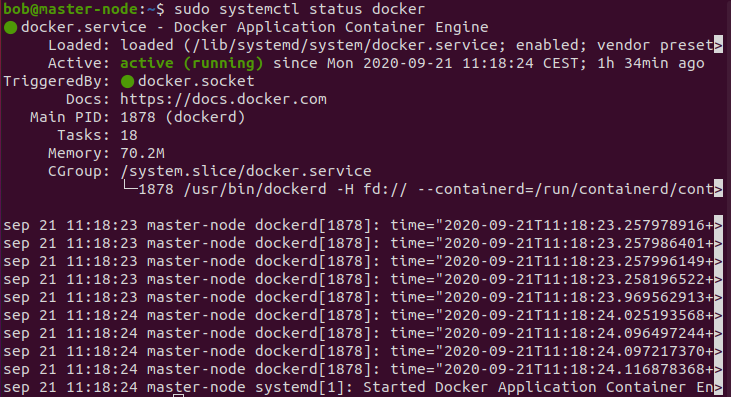 bob@master-node:~$ sudo systemctl status docker
● docker.service - Docker Application Container Engine
     Loaded: loaded (/lib/systemd/system/docker.service; enabled; vendor preset>
     Active: active (running) since Mon 2020-09-21 11:18:24 CEST; 1h 34min ago
TriggeredBy: ● docker.socket
       Docs: https://docs.docker.com
   Main PID: 1878 (dockerd)
      Tasks: 18
     Memory: 70.2M
     CGroup: /system.slice/docker.service
             └─1878 /usr/bin/dockerd -H fd:// --containerd=/run/containerd/cont>
sep 21 11:18:23 master-node dockerd[1878]: time="2020-09-21T11:18:23.257978916+>
sep 21 11:18:23 master-node dockerd[1878]: time="2020-09-21T11:18:23.257986401+>
sep 21 11:18:23 master-node dockerd[1878]: time="2020-09-21T11:18:23.257996149+>
sep 21 11:18:23 master-node dockerd[1878]: time="2020-09-21T11:18:23.258196522+>
sep 21 11:18:23 master-node dockerd[1878]: time="2020-09-21T11:18:23.969562913+>
sep 21 11:18:24 master-node dockerd[1878]: time="2020-09-21T11:18:24.025193568+>
sep 21 11:18:24 master-node dockerd[1878]: time="2020-09-21T11:18:24.096497244+>
sep 21 11:18:24 master-node dockerd[1878]: time="2020-09-21T11:18:24.097217370+>
sep 21 11:18:24 master-node dockerd[1878]: time="2020-09-21T11:18:24.116878368+>
sep 21 11:18:24 master-node systemd[1]: Started Docker Application Container En>